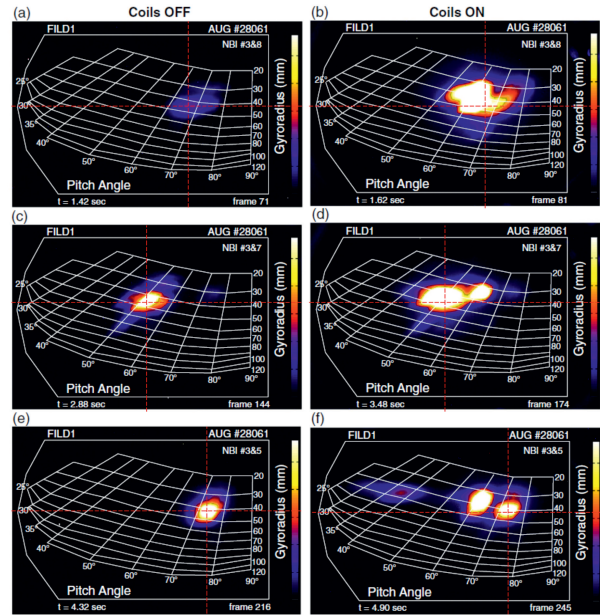 Coils OFF
Coils ON
(a)
FILD1
AUG #28061
NBI #3&8
25°
30°
35°
40°
50°
60°
70°
80°
90°
20
30
40
50
60
70
80
100
120
Gyroradius (mm)
Pitch Angle
t = 1.42 sec
frame 71
(b)
FILD1
AUG #28061
NBI #3&8
25°
30°
35°
40°
50°
60°
70°
80°
90°
20
30
40
50
60
70
80
100
120
Gyroradius (mm)
Pitch Angle
t = 1.62 sec
frame 81
(c)
FILD1
AUG #28061
NBI #3&7
25°
30°
35°
40°
50°
60°
70°
80°
90°
20
30
40
50
60
70
80
100
120
Gyroradius (mm)
Pitch Angle
t = 2.88 sec
frame 144
(d)
FILD1
AUG #28061
NBI #3&7
25°
30°
35°
40°
50°
60°
70°
80°
90°
20
30
40
50
60
70
80
100
120
Gyroradius (mm)
Pitch Angle
t = 3.48 sec
frame 174
(e)
FILD1
AUG #28061
NBI #3&5
25°
30°
35°
40°
50°
60°
70°
80°
90°
20
30
40
50
60
70
80
100
120
Gyroradius (mm)
Pitch Angle
t = 4.32 sec
frame 216
(f)
FILD1
AUG #28061
NBI #3&5
25°
30°
35°
40°
50°
60°
70°
80°
90°
20
30
40
50
60
70
80
100
120
Gyroradius (mm)
Pitch Angle
t = 4.90 sec
frame 245